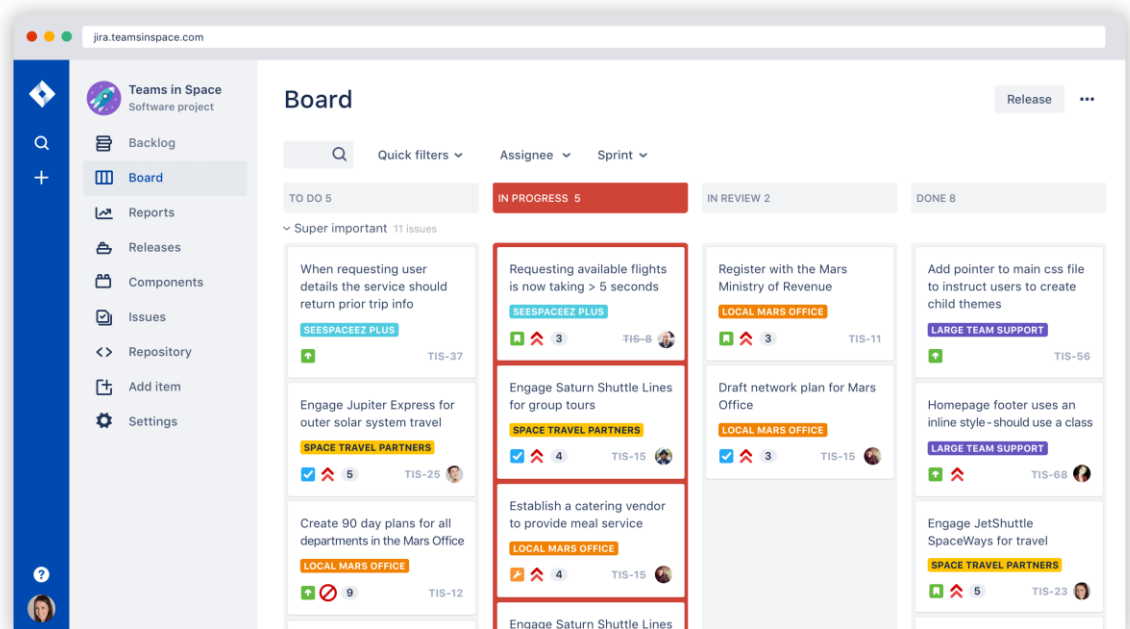 jira.teamsinspace.com
Teams in Space
Software project
Backlog
Board
Reports
Releases
Components
Issues
Repository
Add item
Settings
?
Board
Release
Quick filters
Assignee
Sprint
TO DO 5
IN PROGRESS 5
IN REVIEW 2
DONE 8
Super important 11 issues
When requesting user
details the service should
return prior trip info
SEESPACEEZ PLUS
TIS-37
Engage Jupiter Express for
outer solar system travel
SPACE TRAVEL PARTNERS
5 TIS-25
Create 90 day plans for all
departments in the Mars Office
LOCAL MARS OFFICE
9 TIS-12
Requesting available flights
is now taking > 5 seconds
SEESPACEEZ PLUS
3 TIS-8
Engage Saturn Shuttle Lines
for group tours
SPACE TRAVEL PARTNERS
4 TIS-15
Establish a catering vendor
to provide meal service
LOCAL MARS OFFICE
4 TIS-15
Engage Saturn Shuttle Lines
Register with the Mars
Ministry of Revenue
LOCAL MARS OFFICE
3 TIS-11
Draft network plan for Mars
Office
LOCAL MARS OFFICE
3 TIS-15
Add pointer to main css file
to instruct users to create
child themes
LARGE TEAM SUPPORT
TIS-56
Homepage footer uses an
inline style-should use a class
LARGE TEAM SUPPORT
TIS-68
Engage JetShuttle
SpaceWays for travel
SPACE TRAVEL PARTNERS
5 TIS-23